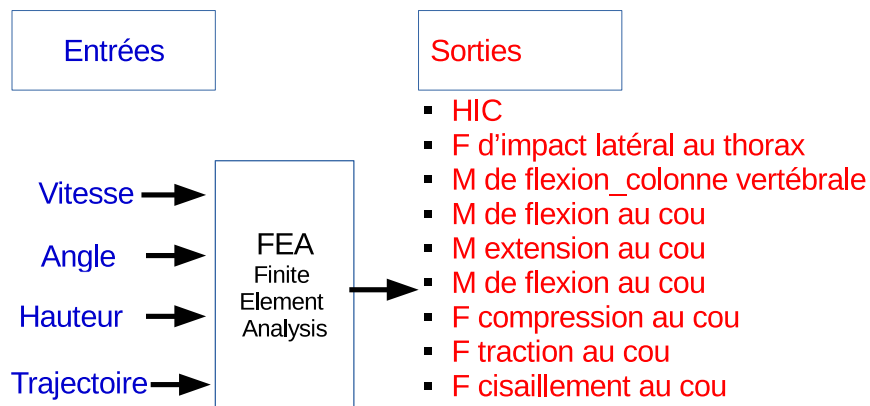 Entrées
Sorties
Vitesse
Angle
Hauteur
Trajectoire
FEA
Finite
Element
Analysis
HIC
F d’impact latéral au thorax
M de flexion_colonne vertébrale
M de flexion au cou
M extension au cou
M de flexion au cou
F compression au cou
F traction au cou
F cisaillement au cou